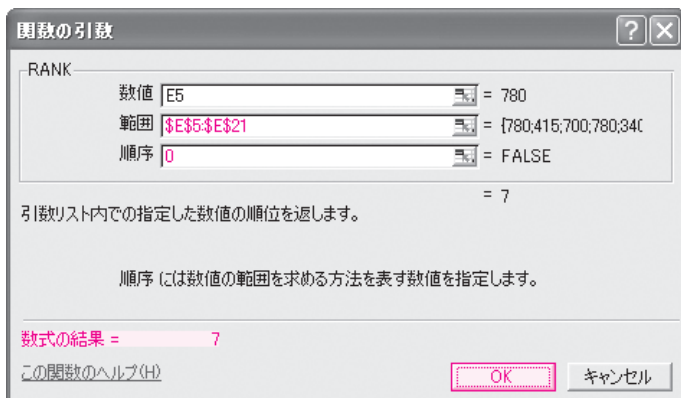 関数の引数
RANK
数値 E5 = 780
範囲 $E$5:$E$21 = {780;415;700;780;340
順序 0 = FALSE
= 7
引数リスト内での指定した数値の順位を返します。
順序 には数値の範囲を求める方法を表す数値を指定します。
数式の結果 = 7
この関数のヘルプ(H)
OK キャンセル